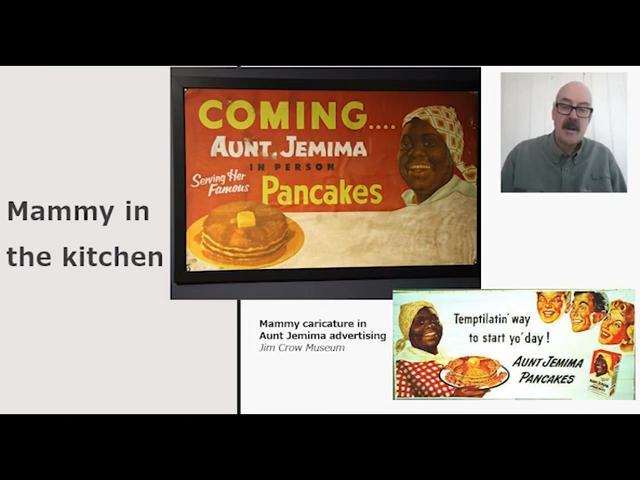 Mammy in
the kitchen
COMING....
AUNT JEMIMA
IN PERSON
Serving Her
Famous
Pancakes
Mammy caricature in
Aunt Jemima advertising
Jim Crow Museum
Temptilatin' way
to start yo' day!
AUNT JEMIMA
PANCAKES